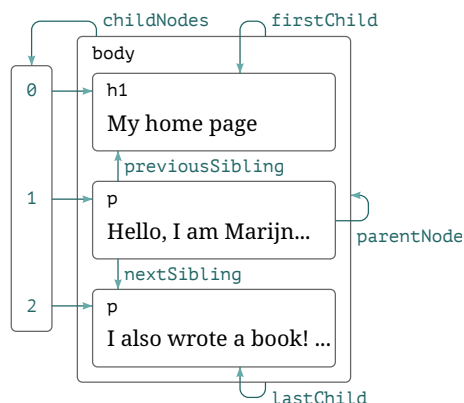 childNodes
firstChild
body
0
h1
My home page
previousSibling
1
p
Hello, I am Marijn...
parentNode
nextSibling
2
p
I also wrote a book! ...
lastChild